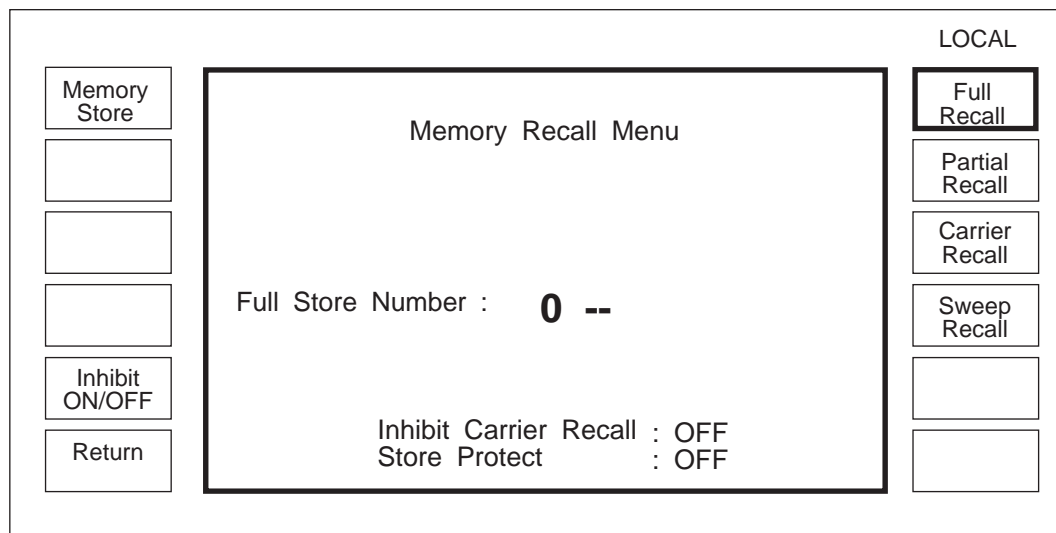 LOCAL
Memory
Store
Inhibit
ON/OFF
Return
Memory Recall Menu
Full Store Number : 0 --
Inhibit Carrier Recall : OFF
Store Protect : OFF
Full
Recall
Partial
Recall
Carrier
Recall
Sweep
Recall